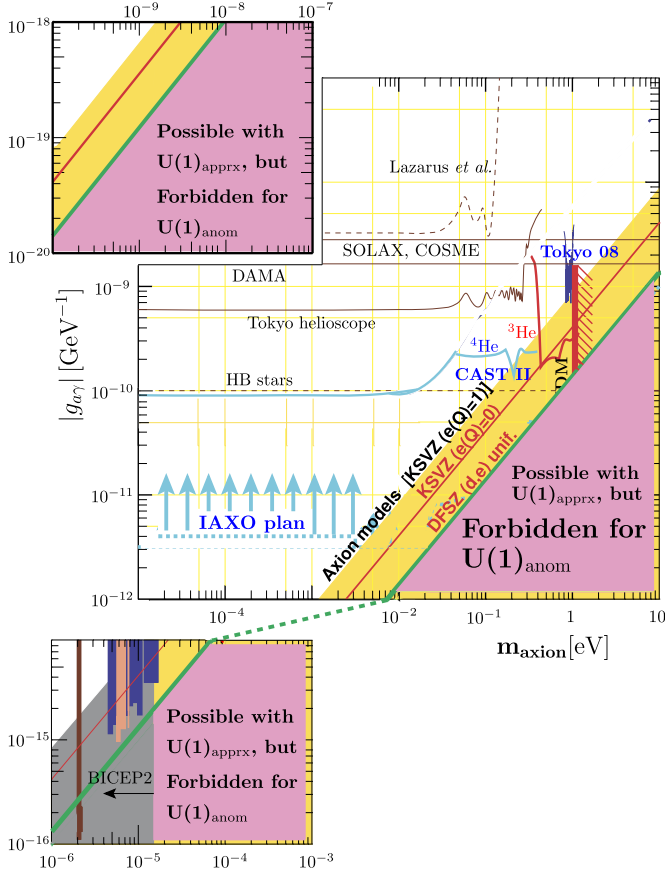 10⁻⁹ 10⁻⁸ 10⁻⁷
10⁻¹⁸
10⁻¹⁹
10⁻²⁰
Possible with
U(1)apprx, but
Forbidden for
U(1)anom
Lazarus et al.
SOLAX, COSME
Tokyo 08
DAMA
10⁻⁹
Tokyo helioscope
³He
⁴He
HB stars
CAST II
DM
10⁻¹⁰
|gₐᵧ| [GeV⁻¹]
Axion models [KSVZ (e(Q)=1)]
KSVZ (e(Q)=0)
DFSZ (d,e) unif.
10⁻¹¹
IAXO plan
Possible with
U(1)apprx, but
Forbidden for
U(1)anom
10⁻¹²
10⁻⁴ 10⁻² 10⁻¹ 1 10
maxion[eV]
10⁻¹⁵
10⁻¹⁶
Possible with
U(1)apprx, but
BICEP2
Forbidden for
U(1)anom
10⁻⁶ 10⁻⁵ 10⁻⁴ 10⁻³